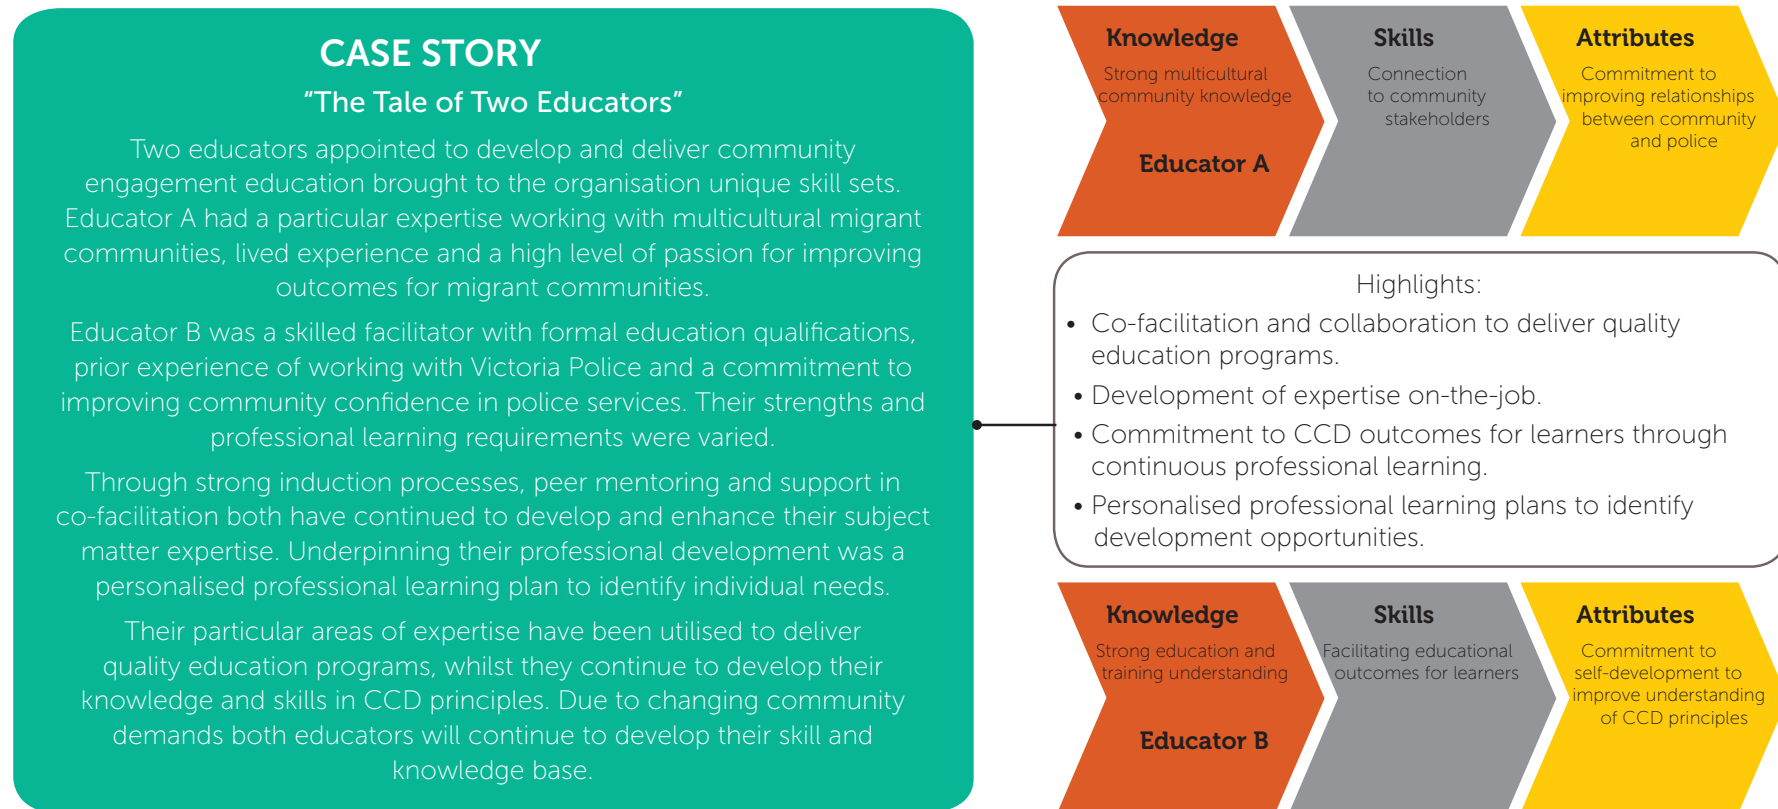 CASE STORY
“The Tale of Two Educators”
Two educators appointed to develop and deliver community
engagement education brought to the organisation unique skill sets.
Educator A had a particular expertise working with multicultural migrant
communities, lived experience and a high level of passion for improving
outcomes for migrant communities.
Educator B was a skilled facilitator with formal education qualifications,
prior experience of working with Victoria Police and a commitment to
improving community confidence in police services. Their strengths and
professional learning requirements were varied.
Through strong induction processes, peer mentoring and support in
co-facilitation both have continued to develop and enhance their subject
matter expertise. Underpinning their professional development was a
personalised professional learning plan to identify individual needs.
Their particular areas of expertise have been utilised to deliver
quality education programs, whilst they continue to develop their
knowledge and skills in CCD principles. Due to changing community
demands both educators will continue to develop their skill and
knowledge base.
Knowledge
Strong multicultural
community knowledge
Educator A
Skills
Connection
to community
stakeholders
Attributes
Commitment to
improving relationships
between community
and police
Highlights:
• Co-facilitation and collaboration to deliver quality
education programs.
• Development of expertise on-the-job.
• Commitment to CCD outcomes for learners through
continuous professional learning.
• Personalised professional learning plans to identify
development opportunities.
Knowledge
Strong education and
training understanding
Educator B
Skills
Facilitating educational
outcomes for learners
Attributes
Commitment to
self-development to
improve understanding
of CCD principles